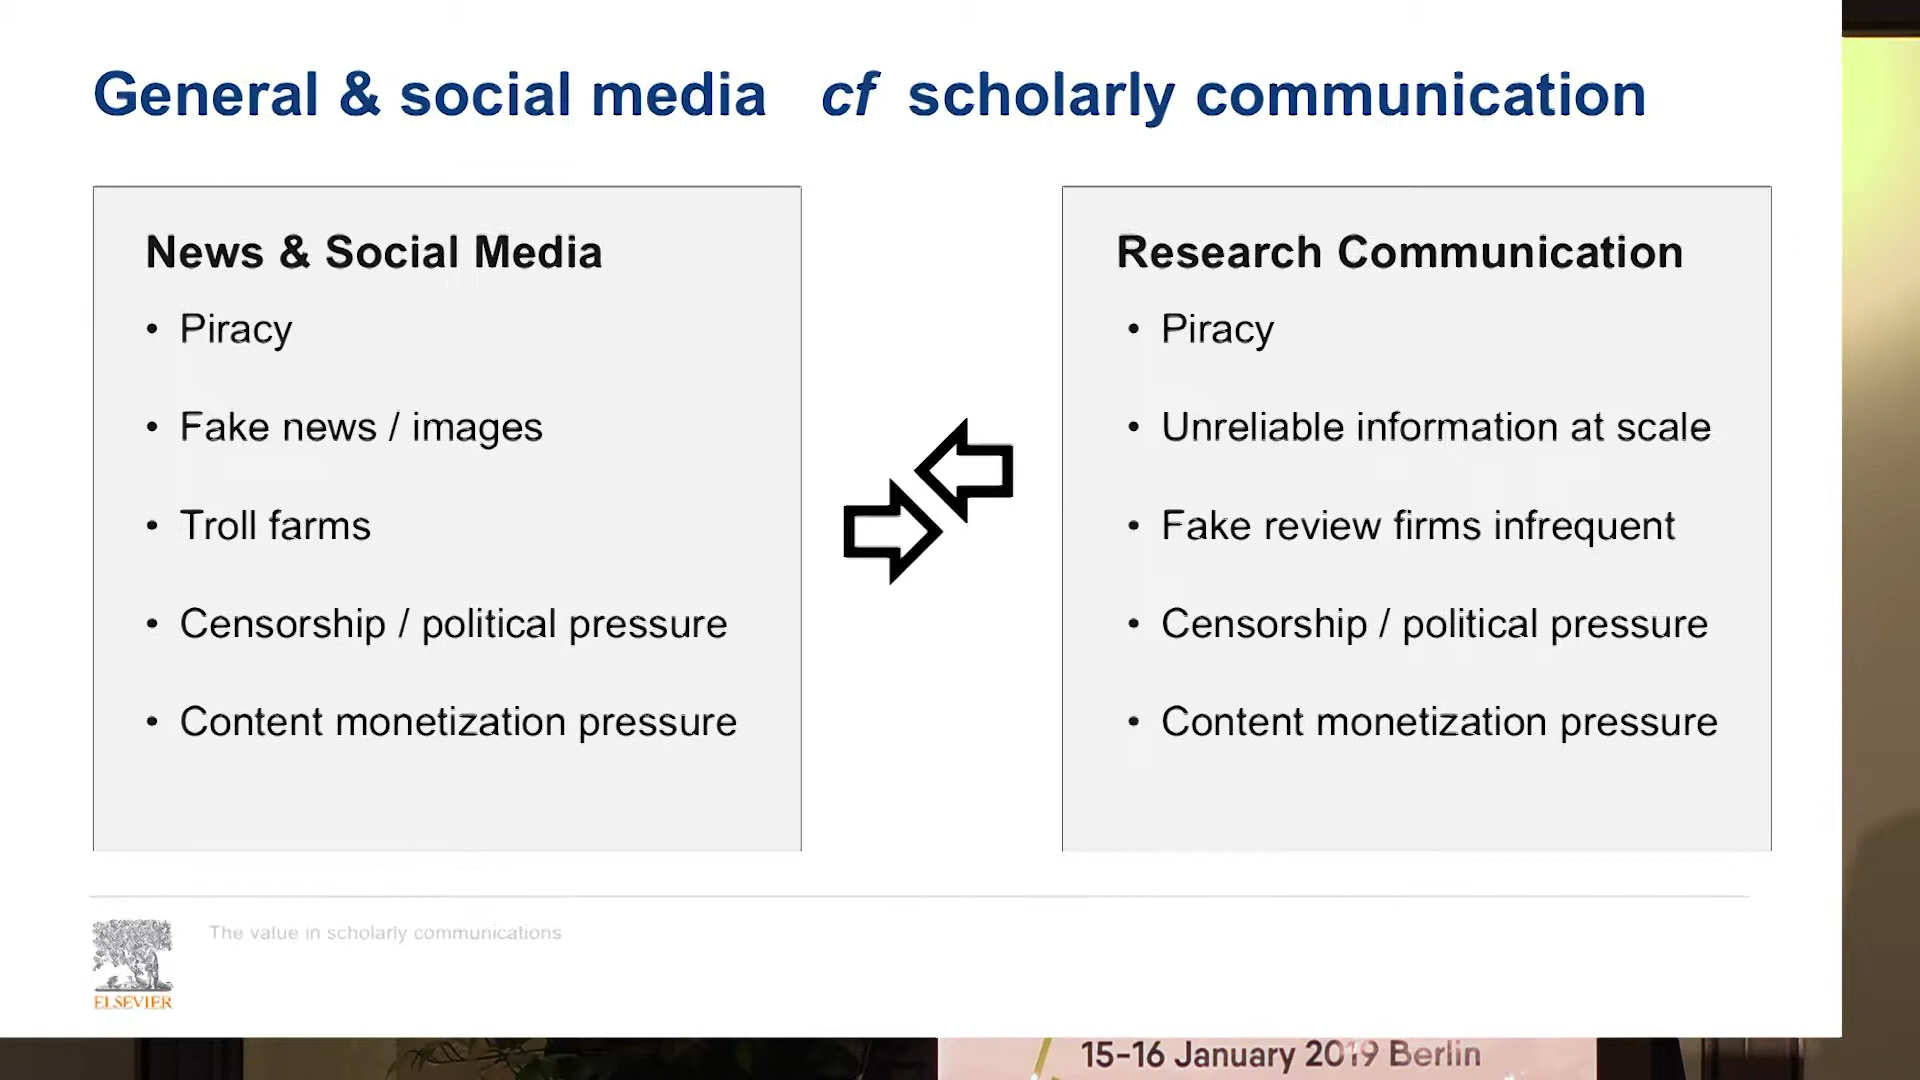 General & social media cf scholarly communication
News & Social Media
• Piracy
• Fake news / images
• Troll farms
• Censorship / political pressure
• Content monetization pressure
Research Communication
• Piracy
• Unreliable information at scale
• Fake review firms infrequent
• Censorship / political pressure
• Content monetization pressure
The value in scholarly communications
ELSEVIER
15-16 January 2019 Berlin